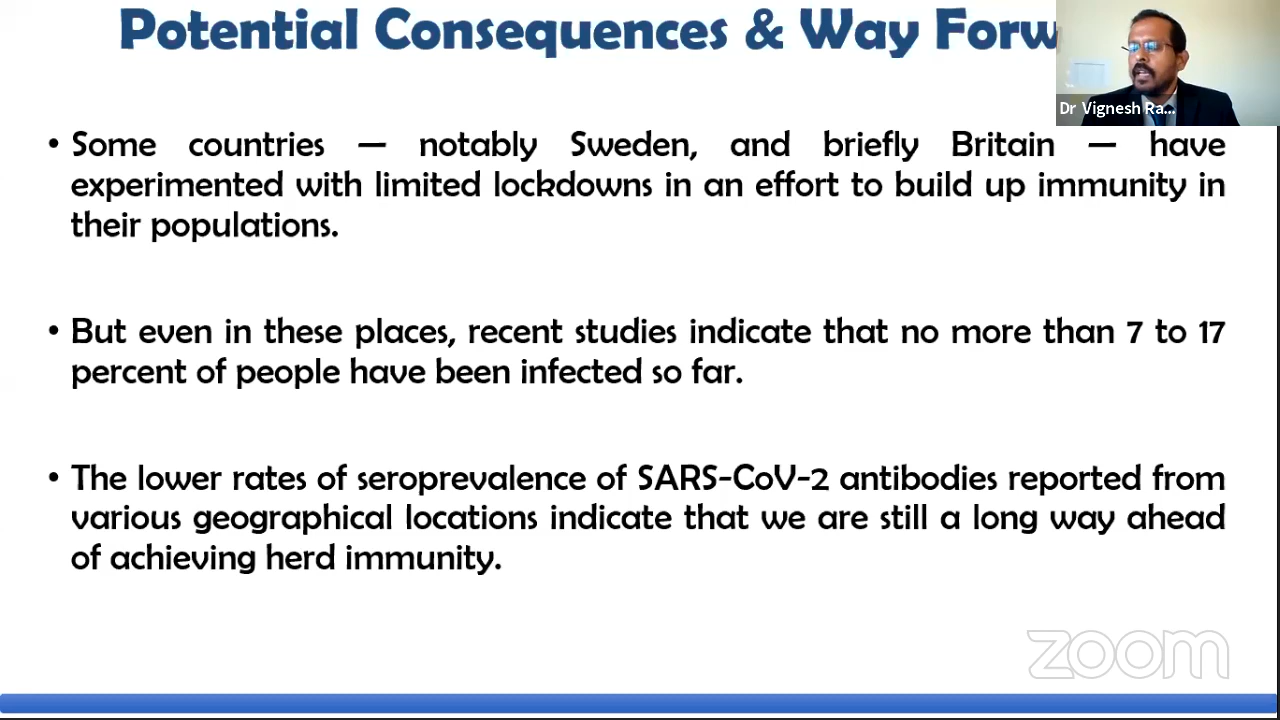 Potential Consequences & Way Forw
Dr Vignesh Ra...
• Some countries — notably Sweden, and briefly Britain — have
experimented with limited lockdowns in an effort to build up immunity in
their populations.
• But even in these places, recent studies indicate that no more than 7 to 17
percent of people have been infected so far.
• The lower rates of seroprevalence of SARS-CoV-2 antibodies reported from
various geographical locations indicate that we are still a long way ahead
of achieving herd immunity.
zoom